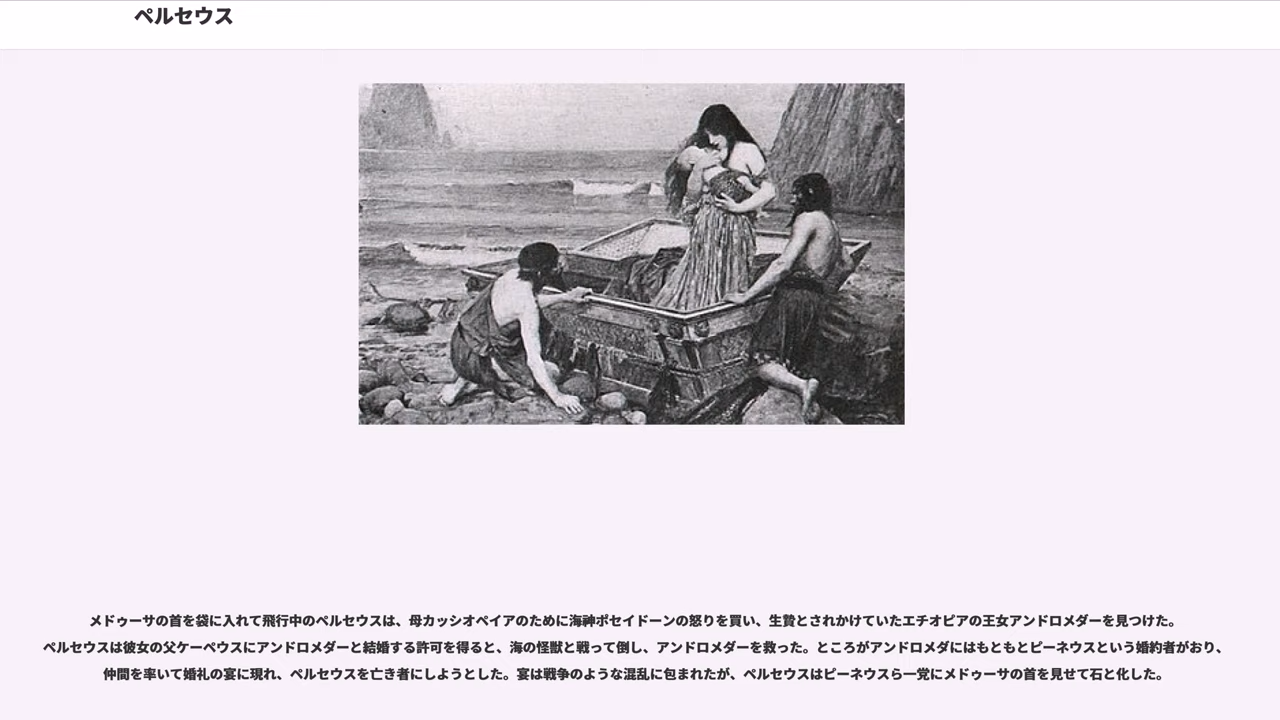 ペルセウス
メドゥーサの首を袋に入れて飛行中のペルセウスは、母カッシオペイアのために海神ポセイドーンの怒りを買い、生贄とされかけていたエチオピアの王女アンドロメダーを見つけた。
ペルセウスは彼女の父ケーペウスにアンドロメダーと結婚する許可を得ると、海の怪獣と戦って倒し、アンドロメダーを救った。ところがアンドロメダにはもともとピーネウスという婚約者がおり、
仲間を率いて婚礼の宴に現れ、ペルセウスを亡き者にしようとした。宴は戦争のような混乱に包まれたが、ペルセウスはピーネウスら一党にメドゥーサの首を見せて石と化した。